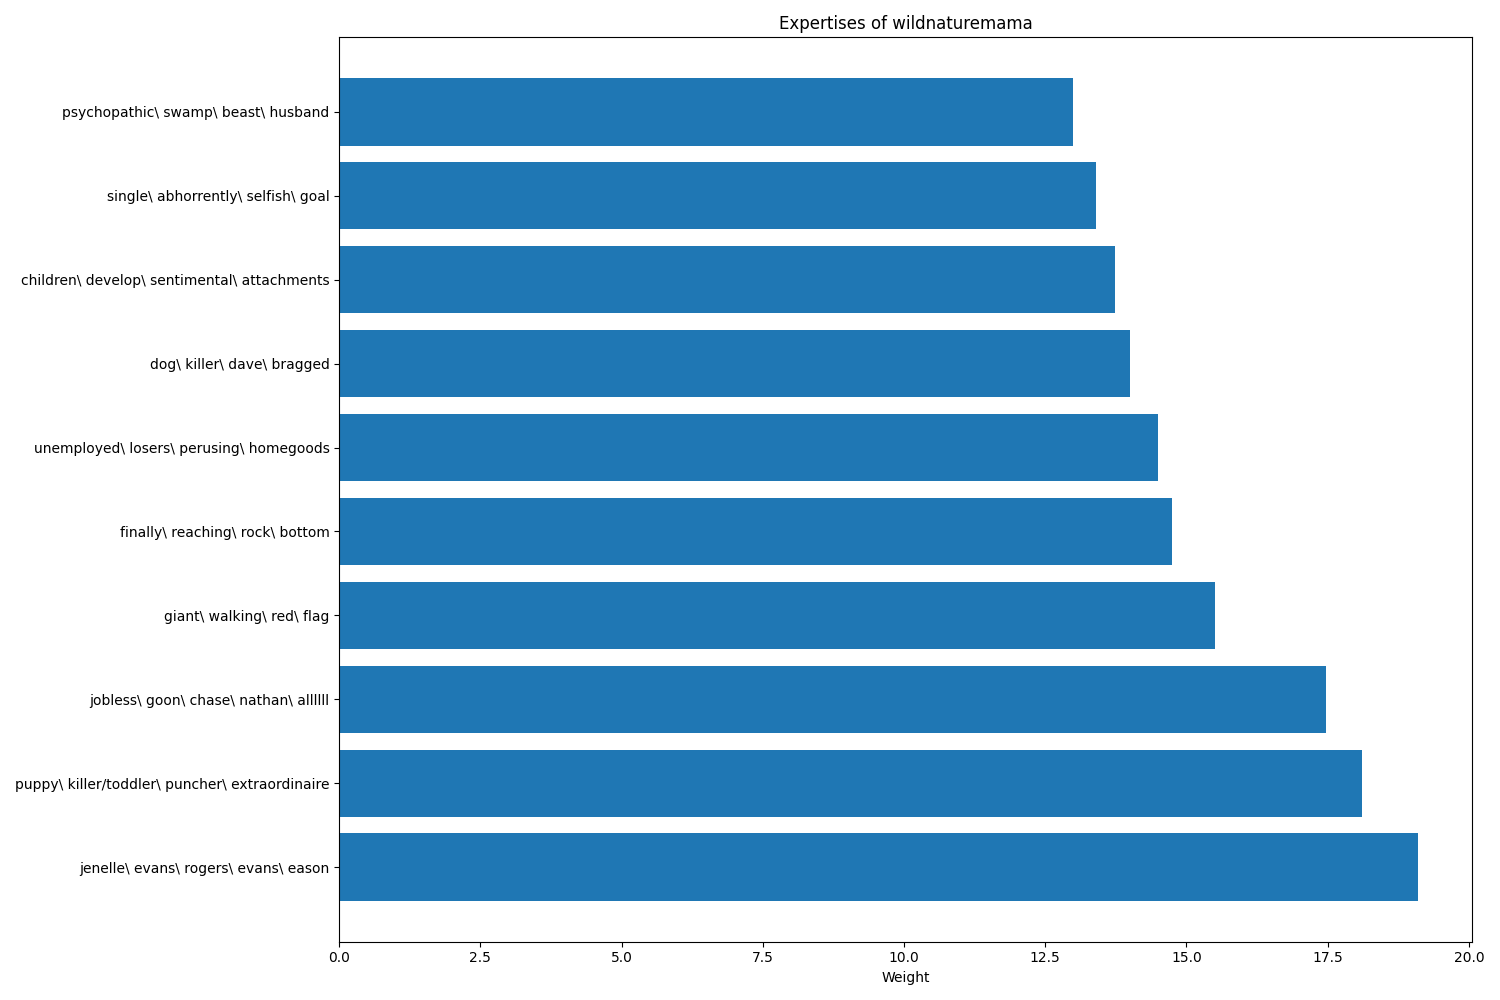 Expertises of wildnaturemama
psychopathic\ swamp\ beast\ husband
single\ abhorrently\ selfish\ goal
children\ develop\ sentimental\ attachments
dog\ killer\ dave\ bragged
unemployed\ losers\ perusing\ homegoods
finally\ reaching\ rock\ bottom
giant\ walking\ red\ flag
jobless\ goon\ chase\ nathan\ allllll
puppy\ killer/toddler\ puncher\ extraordinaire
jenelle\ evans\ rogers\ evans\ eason
0.0 2.5 5.0 7.5 10.0 12.5 15.0 17.5 20.0
Weight